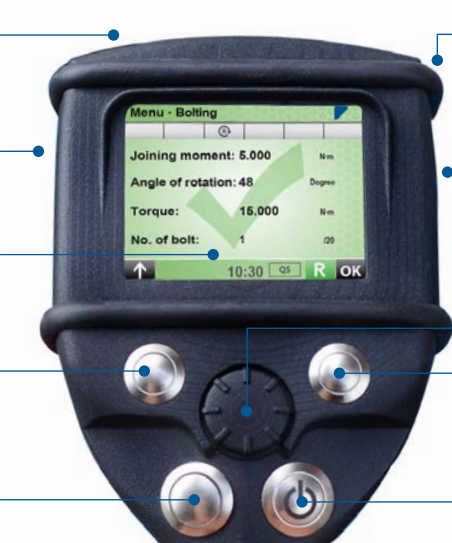 Menu - Bolting
Joining moment: 5.000 N·m
Angle of rotation: 48 Degree
Torque: 15.000 N·m
No. of bolt: 1 /20
10:30 QS R OK